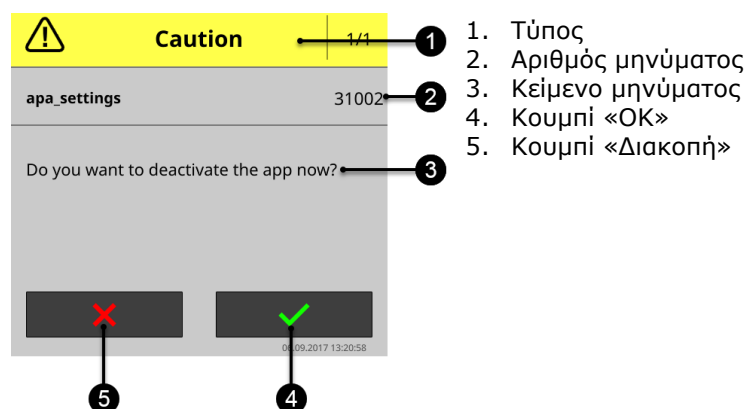 Caution 1/1
apa_settings 31002
Do you want to deactivate the app now?
06.09.2017 13:20:58
1
2
3
5
4
1. Τύπος
2. Αριθμός μηνύματος
3. Κείμενο μηνύματος
4. Κουμπί «OK»
5. Κουμπί «Διακοπή»